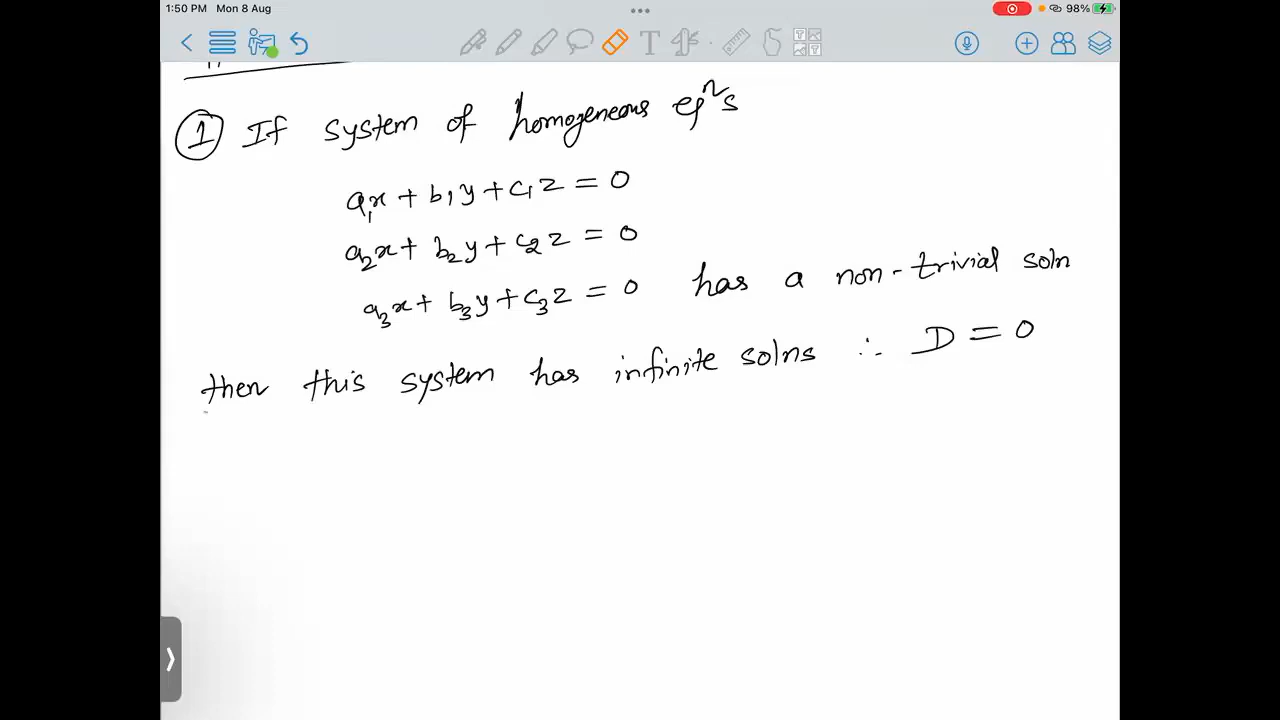 1:50 PM Mon 8 Aug
98%
① If system of homogeneous eqⁿs
a₁x + b₁y + c₁z = 0
a₂x + b₂y + c₂z = 0
a₃x + b₃y + c₃z = 0 has a non-trivial soln
then this system has infinite solns ∴ D = 0